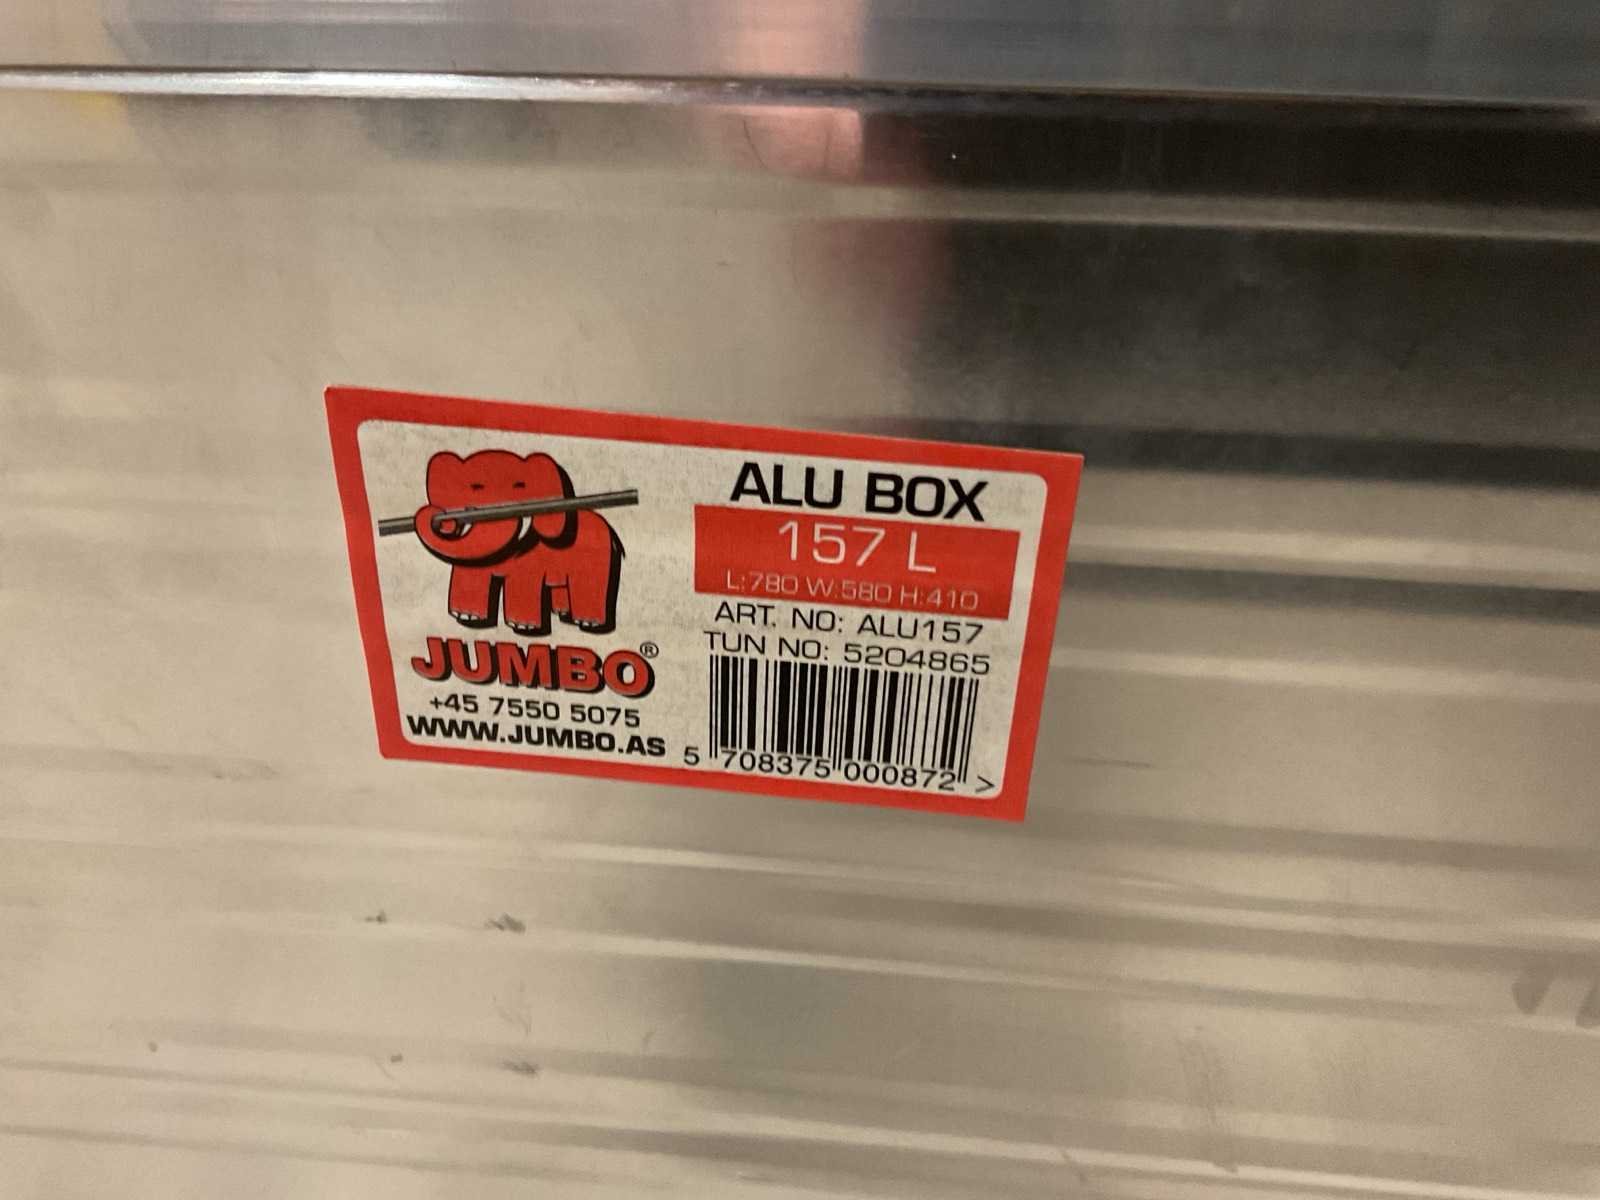 JUMBO®
+45 7550 5075
WWW.JUMBO.AS
ALU BOX
157 L
L:780 W:580 H:410
ART. NO: ALU157
TUN NO: 5204865
5 708375 000872 >